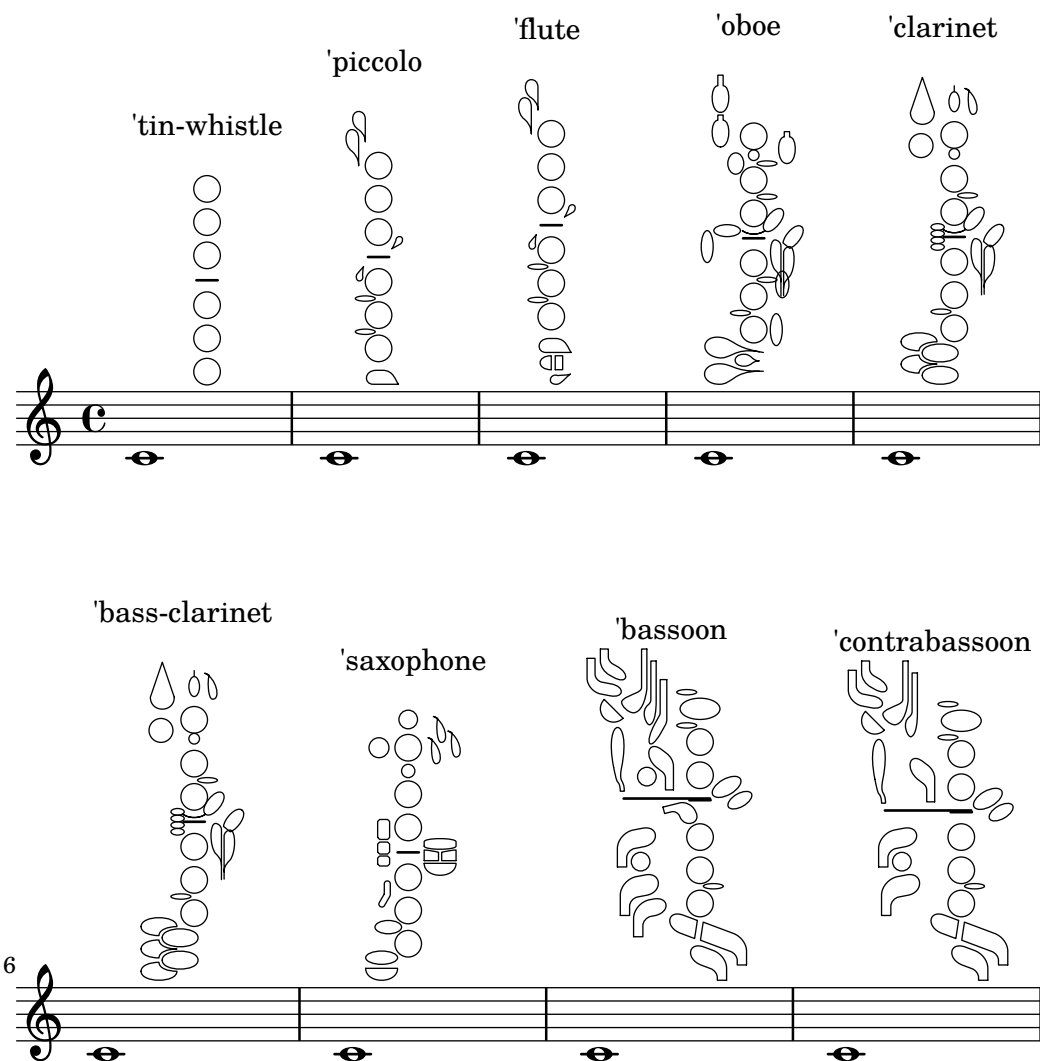 'tin-whistle 'piccolo 'flute 'oboe 'clarinet
'bass-clarinet 'saxophone 'bassoon 'contrabassoon
6